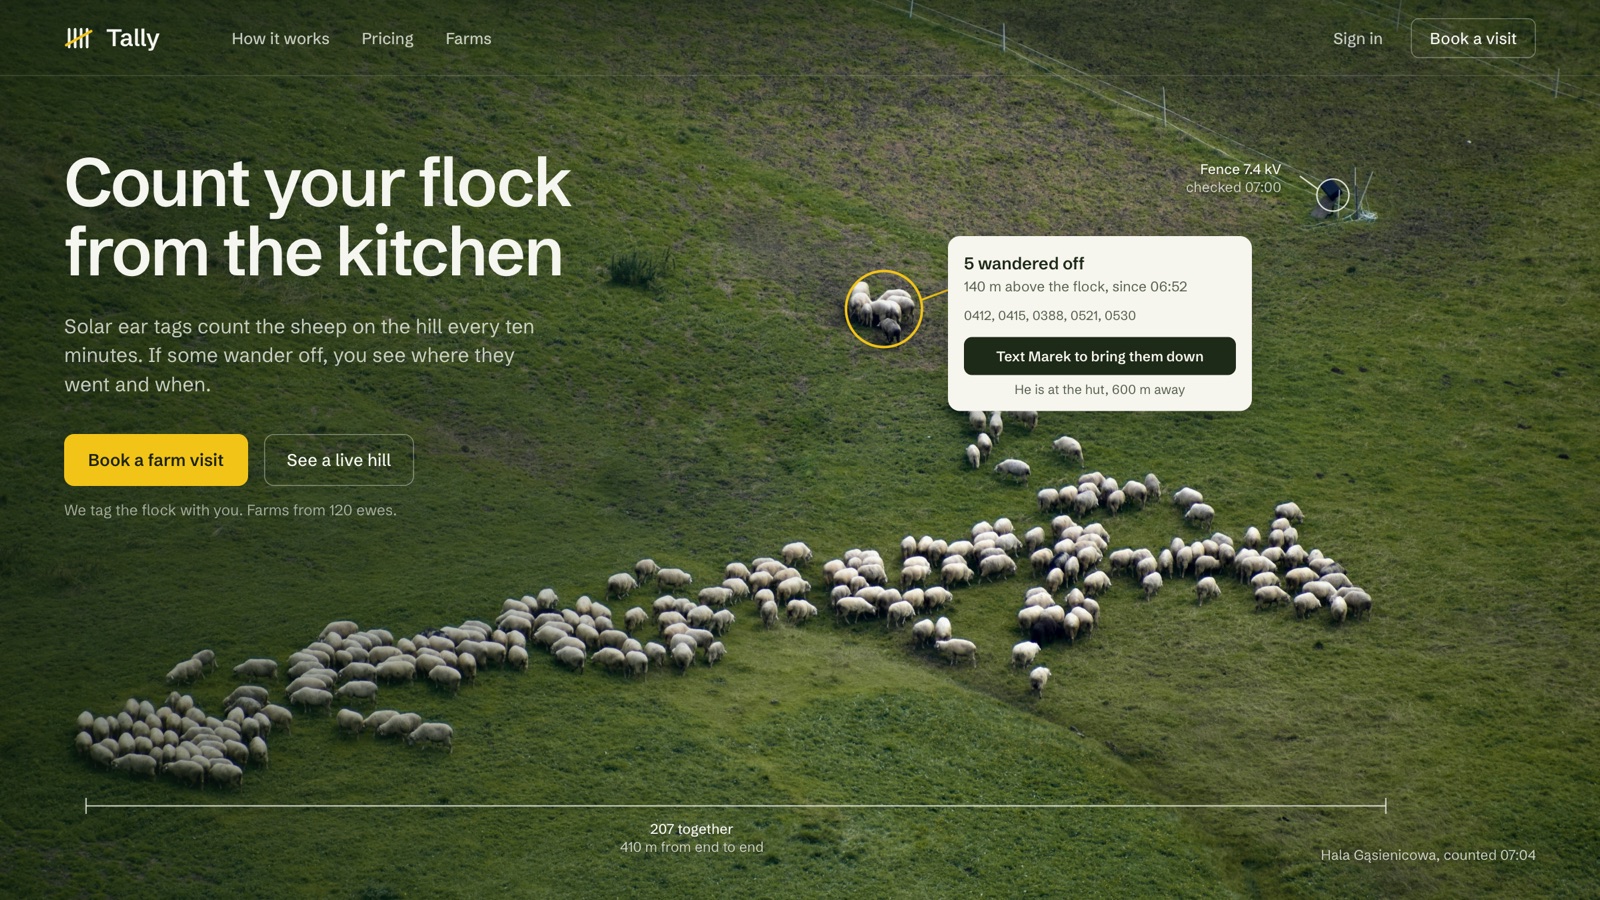 Tally
How it works
Pricing
Farms
Sign in
Book a visit
Count your flock
from the kitchen
Solar ear tags count the sheep on the hill every ten
minutes. If some wander off, you see where they
went and when.
Book a farm visit
See a live hill
We tag the flock with you. Farms from 120 ewes.
Fence 7.4 kV
checked 07:00
5 wandered off
140 m above the flock, since 06:52
0412, 0415, 0388, 0521, 0530
Text Marek to bring them down
He is at the hut, 600 m away
207 together
410 m from end to end
Hala Gąsienicowa, counted 07:04